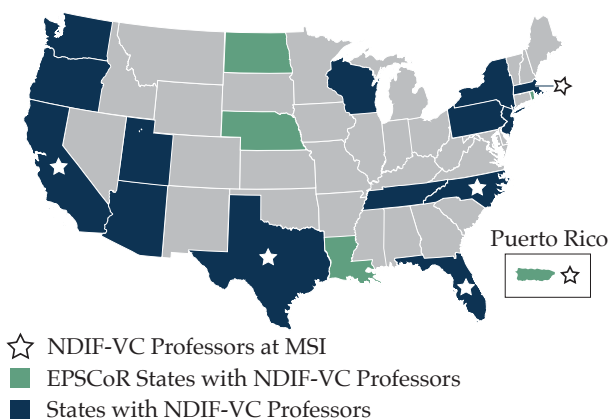 Puerto Rico
NDIF-VC Professors at MSI
EPSCoR States with NDIF-VC Professors
States with NDIF-VC Professors